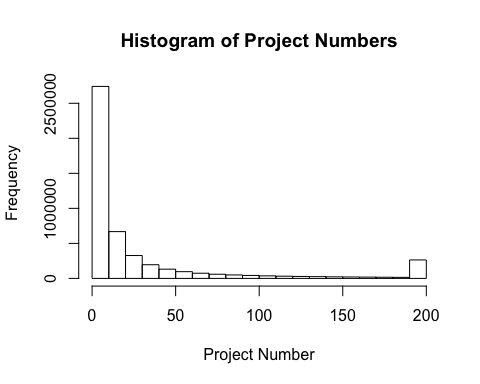 Histogram of Project Numbers
Frequency
2500000
1000000
0
0 50 100 150 200
Project Number